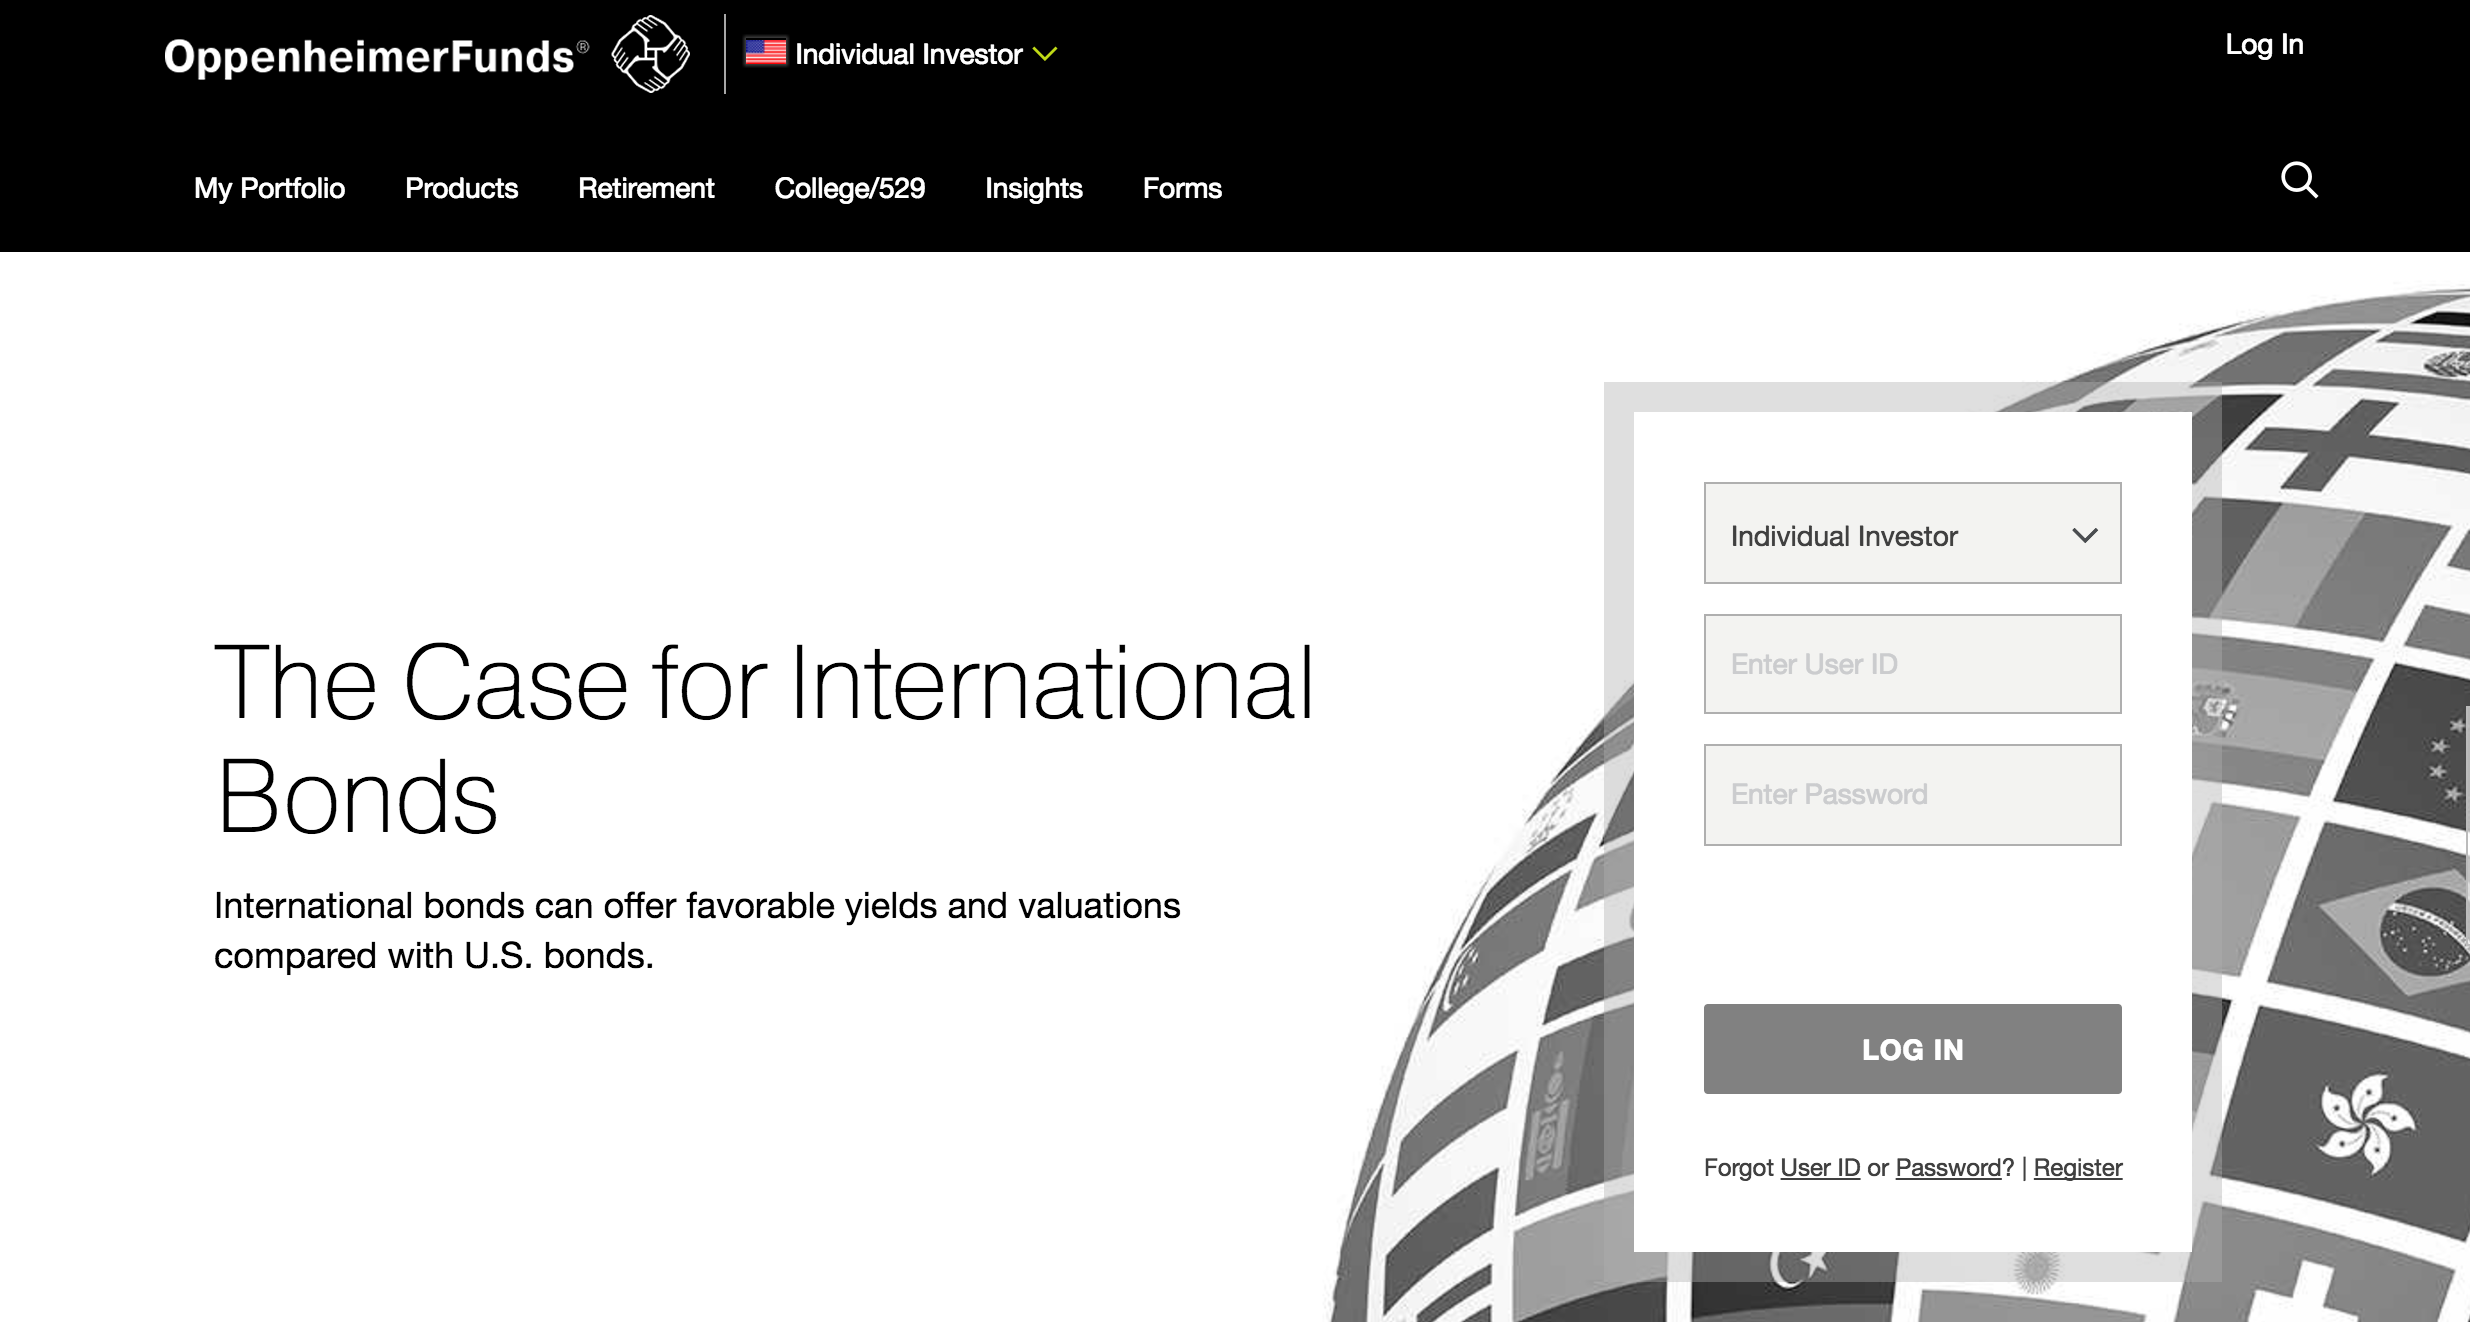 OppenheimerFunds®
Individual Investor
Log In
My Portfolio
Products
Retirement
College/529
Insights
Forms
The Case for International
Bonds
International bonds can offer favorable yields and valuations
compared with U.S. bonds.
Individual Investor
Enter User ID
Enter Password
LOG IN
Forgot User ID or Password? | Register